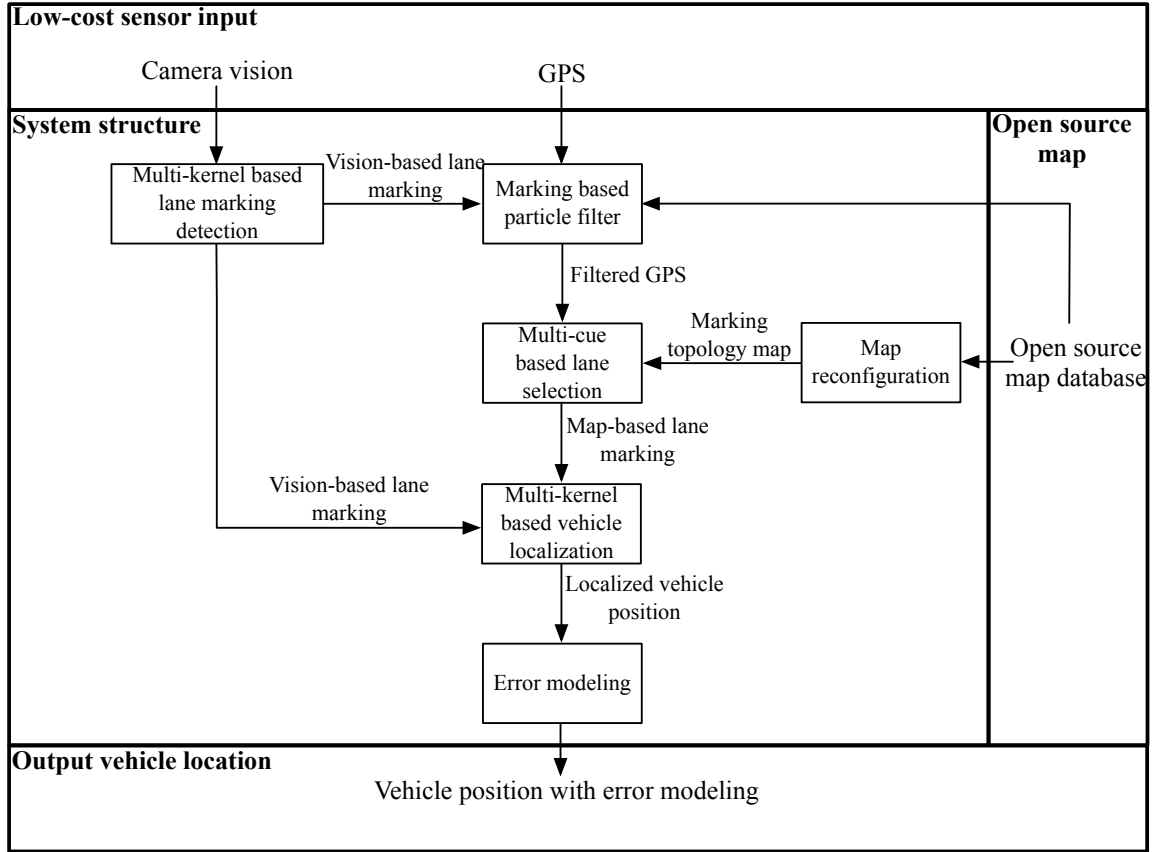 Low-cost sensor input
Camera vision
GPS
System structure
Open source
map
Multi-kernel based
lane marking
detection
Vision-based lane
marking
Marking based
particle filter
Filtered GPS
Multi-cue
based lane
selection
Marking
topology map
Map
reconfiguration
Open source
map database
Map-based lane
marking
Vision-based lane
marking
Multi-kernel
based vehicle
localization
Localized vehicle
position
Error modeling
Output vehicle location
Vehicle position with error modeling